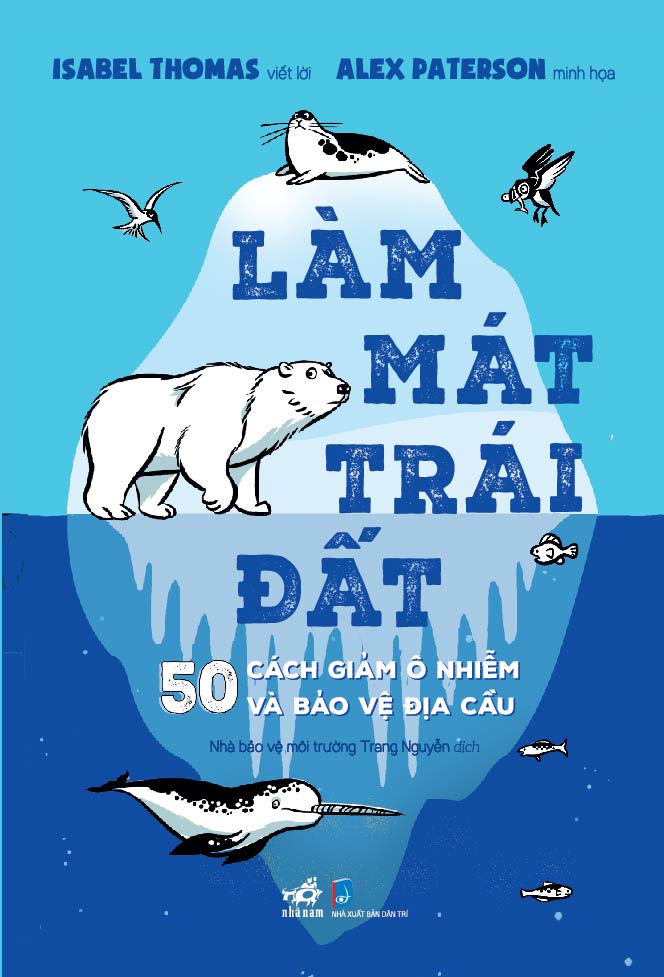 ISABEL THOMAS viết lời ALEX PATERSON minh họa
LÀM
MÁT
TRÁI
ĐẤT
50 CÁCH GIẢM Ô NHIỄM
VÀ BẢO VỆ ĐỊA CẦU
Nhà bảo vệ môi trường Trang Nguyễn dịch
nhã nam
NHÀ XUẤT BẢN DÂN TRÍ